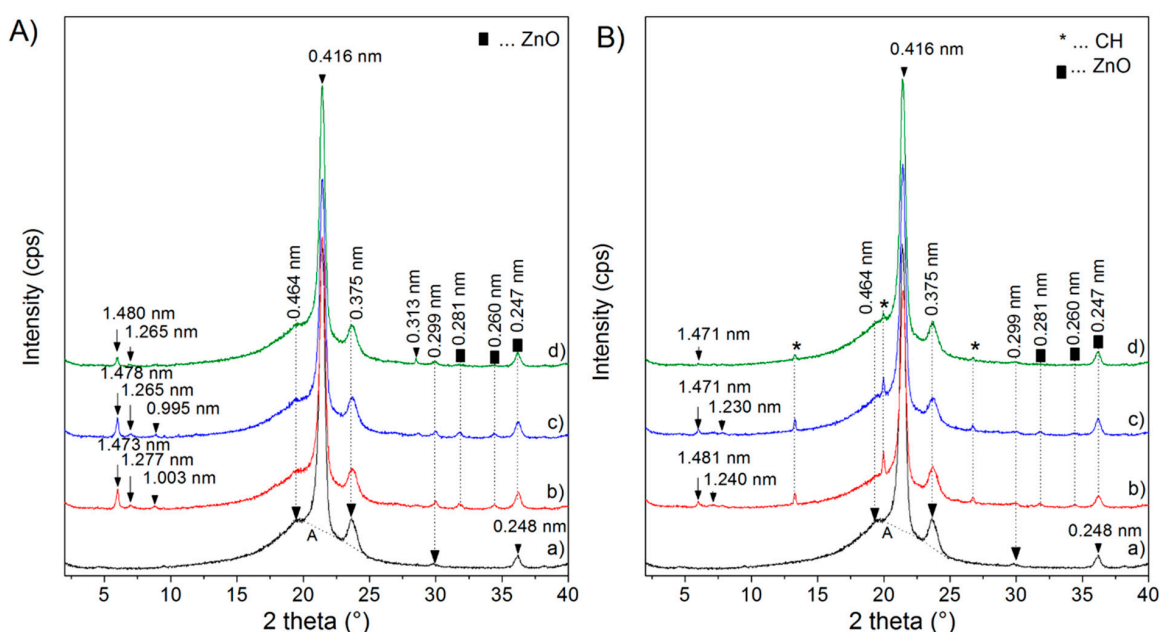 A)
■ ... ZnO
0.416 nm
0.464 nm
0.375 nm
0.313 nm
0.299 nm
0.281 nm
0.260 nm
0.247 nm
1.480 nm
1.265 nm
d)
1.478 nm
1.265 nm
0.995 nm
c)
1.473 nm
1.277 nm
1.003 nm
b)
A
0.248 nm
a)
Intensity (cps)
5 10 15 20 25 30 35 40
2 theta (°)
B)
* ... CH
■ ... ZnO
0.416 nm
0.464 nm
*
0.375 nm
0.299 nm
0.281 nm
0.260 nm
0.247 nm
1.471 nm
*
*
d)
1.471 nm
1.230 nm
c)
1.481 nm
1.240 nm
b)
A
0.248 nm
a)
Intensity (cps)
5 10 15 20 25 30 35 40
2 theta (°)